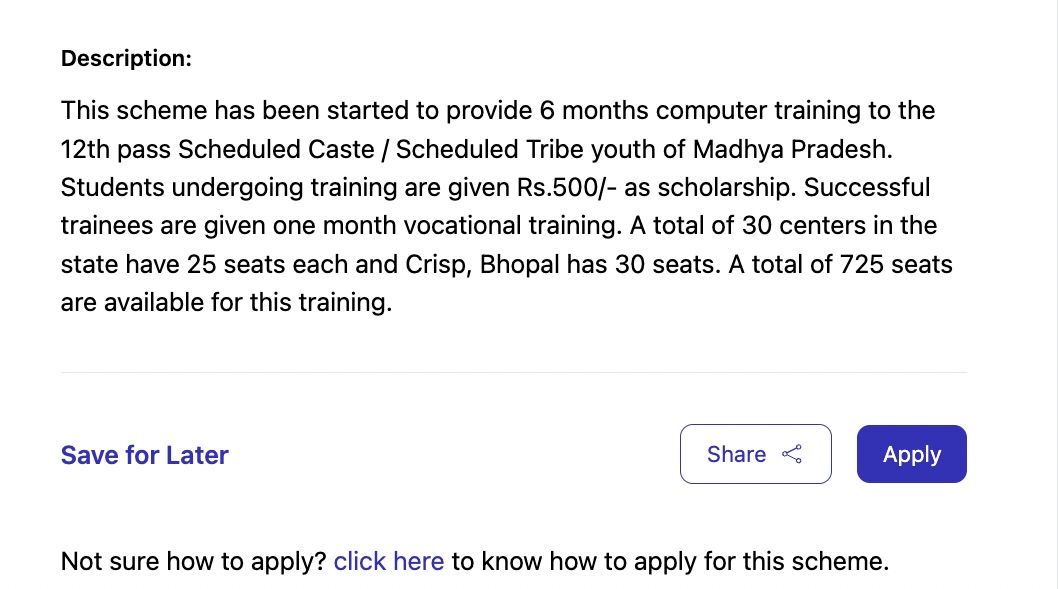 Description:
This scheme has been started to provide 6 months computer training to the
12th pass Scheduled Caste / Scheduled Tribe youth of Madhya Pradesh.
Students undergoing training are given Rs.500/- as scholarship. Successful
trainees are given one month vocational training. A total of 30 centers in the
state have 25 seats each and Crisp, Bhopal has 30 seats. A total of 725 seats
are available for this training.
Save for Later
Share
Apply
Not sure how to apply? click here to know how to apply for this scheme.